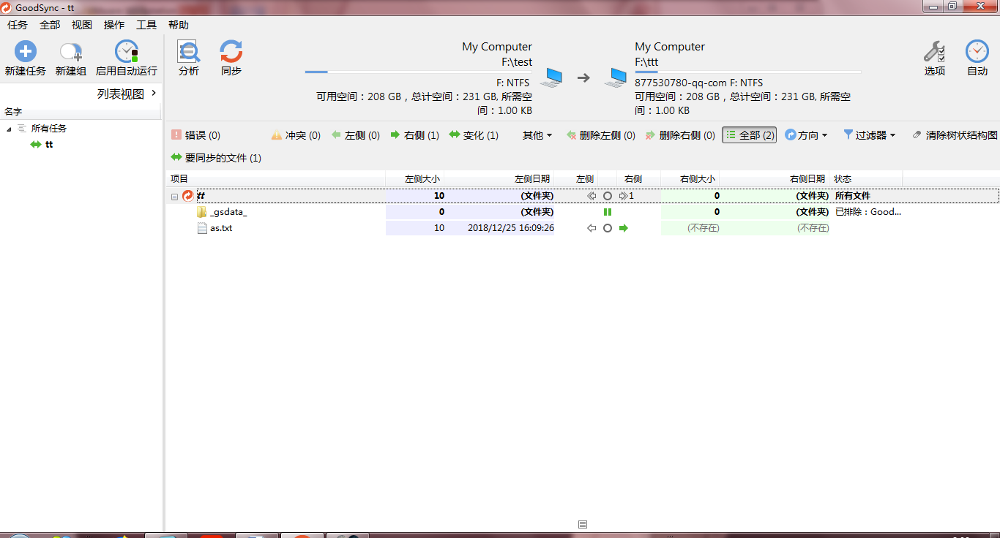 GoodSync - tt
任务 全部 视图 操作 工具 帮助
新建任务 新建组 启用自动运行 分析 同步
My Computer
F:\test
F: NTFS
可用空间：208 GB，总计空间：231 GB, 所需空
间：1.00 KB
My Computer
F:\ttt
877530780-qq-com F: NTFS
可用空间：208 GB，总计空间：231 GB, 所需空
间：1.00 KB
选项 自动
列表视图
名字
所有任务
tt
错误 (0) 冲突 (0) 左侧 (0) 右侧 (1) 变化 (1) 其他 删除左侧 (0) 删除右侧 (0) 全部 (2) 方向 过滤器 清除树状结构图
要同步的文件 (1)
项目 左侧大小 左侧日期 左侧 右侧 右侧大小 右侧日期 状态
tt 10 (文件夹) 1 0 (文件夹) 所有文件
_gsdata_ 0 (文件夹) 0 (文件夹) 已排除：Good...
as.txt 10 2018/12/25 16:09:26 (不存在) (不存在)